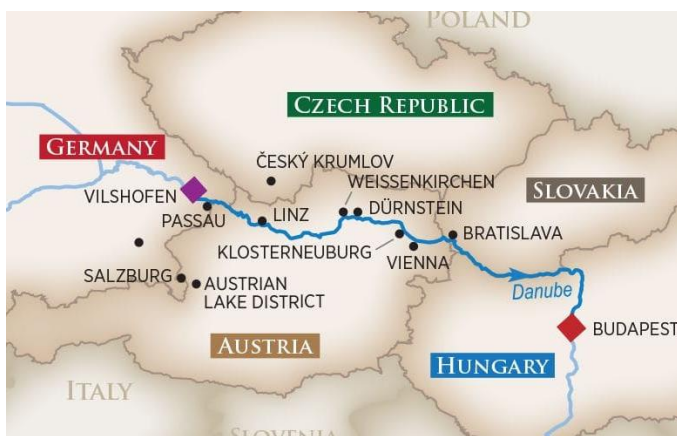 POLAND
CZECH REPUBLIC
GERMANY
ČESKÝ KRUMLOV
WEISSENKIRCHEN
SLOVAKIA
VILSHOFEN
DÜRNSTEIN
PASSAU
LINZ
BRATISLAVA
KLOSTERNEUBURG
VIENNA
SALZBURG
AUSTRIAN
LAKE DISTRICT
Danube
BUDAPEST
AUSTRIA
HUNGARY
ITALY
SLOVENIA